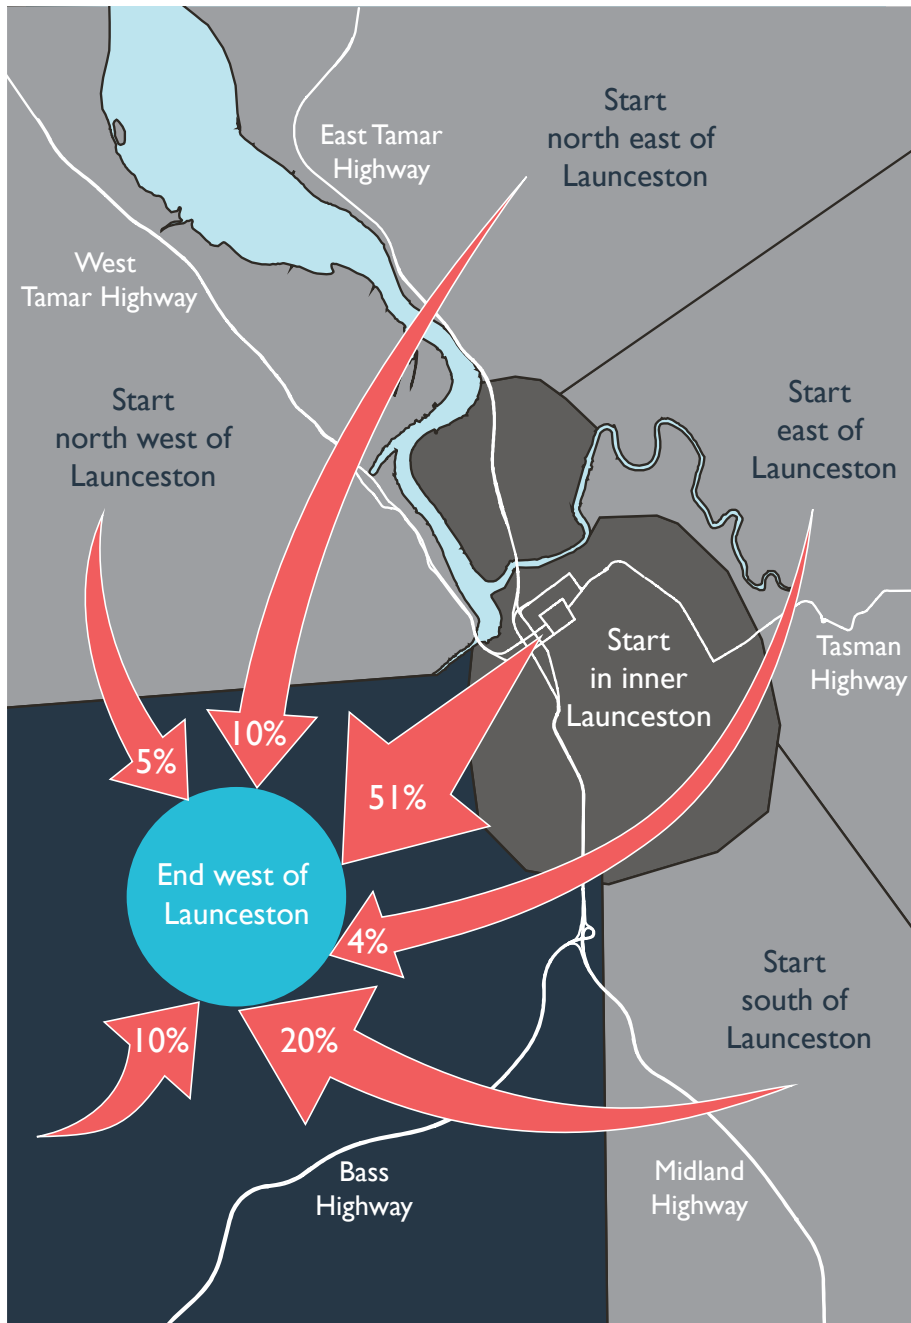 Start
north east of
Launceston
East Tamar
Highway
West
Tamar Highway
Start
north west of
Launceston
Start
east of
Launceston
Start
in inner
Launceston
Tasman
Highway
5%
10%
51%
End west of
Launceston
4%
Start
south of
Launceston
10%
20%
Bass
Highway
Midland
Highway